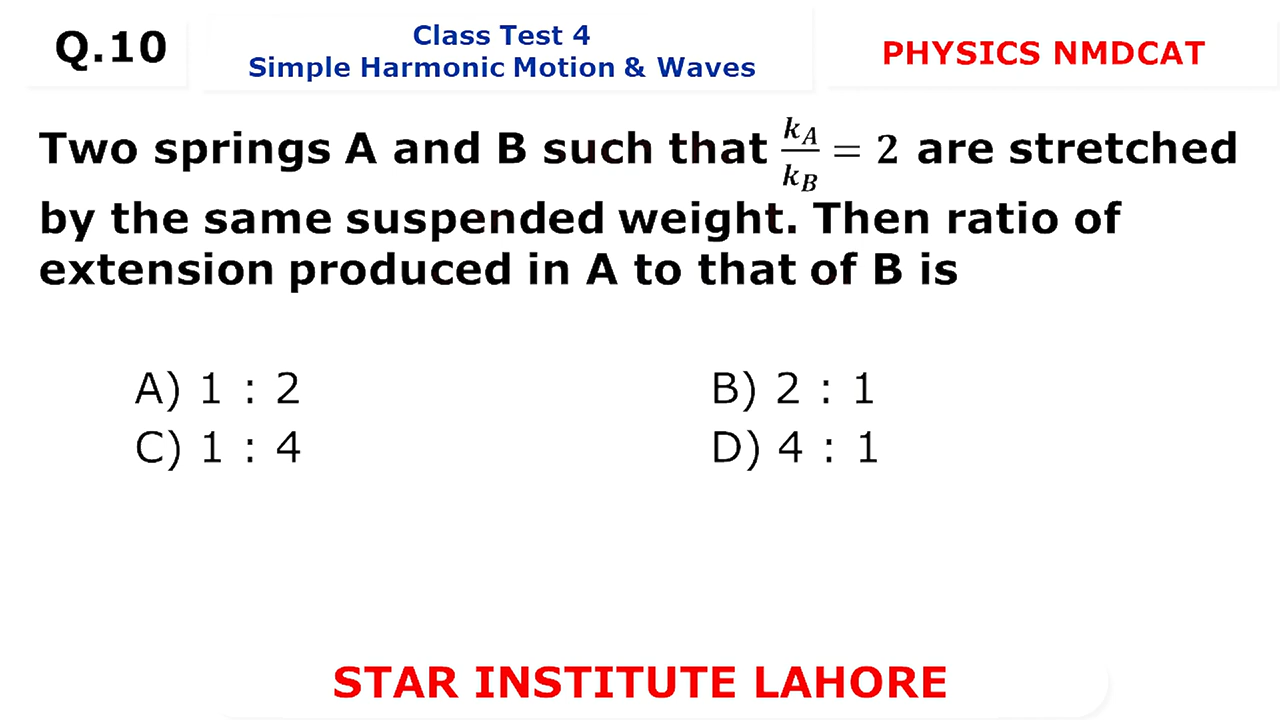 Q.10
Class Test 4
Simple Harmonic Motion & Waves
PHYSICS NMDCAT
Two springs A and B such that k_A/k_B = 2 are stretched
by the same suspended weight. Then ratio of
extension produced in A to that of B is
A) 1 : 2
B) 2 : 1
C) 1 : 4
D) 4 : 1
STAR INSTITUTE LAHORE